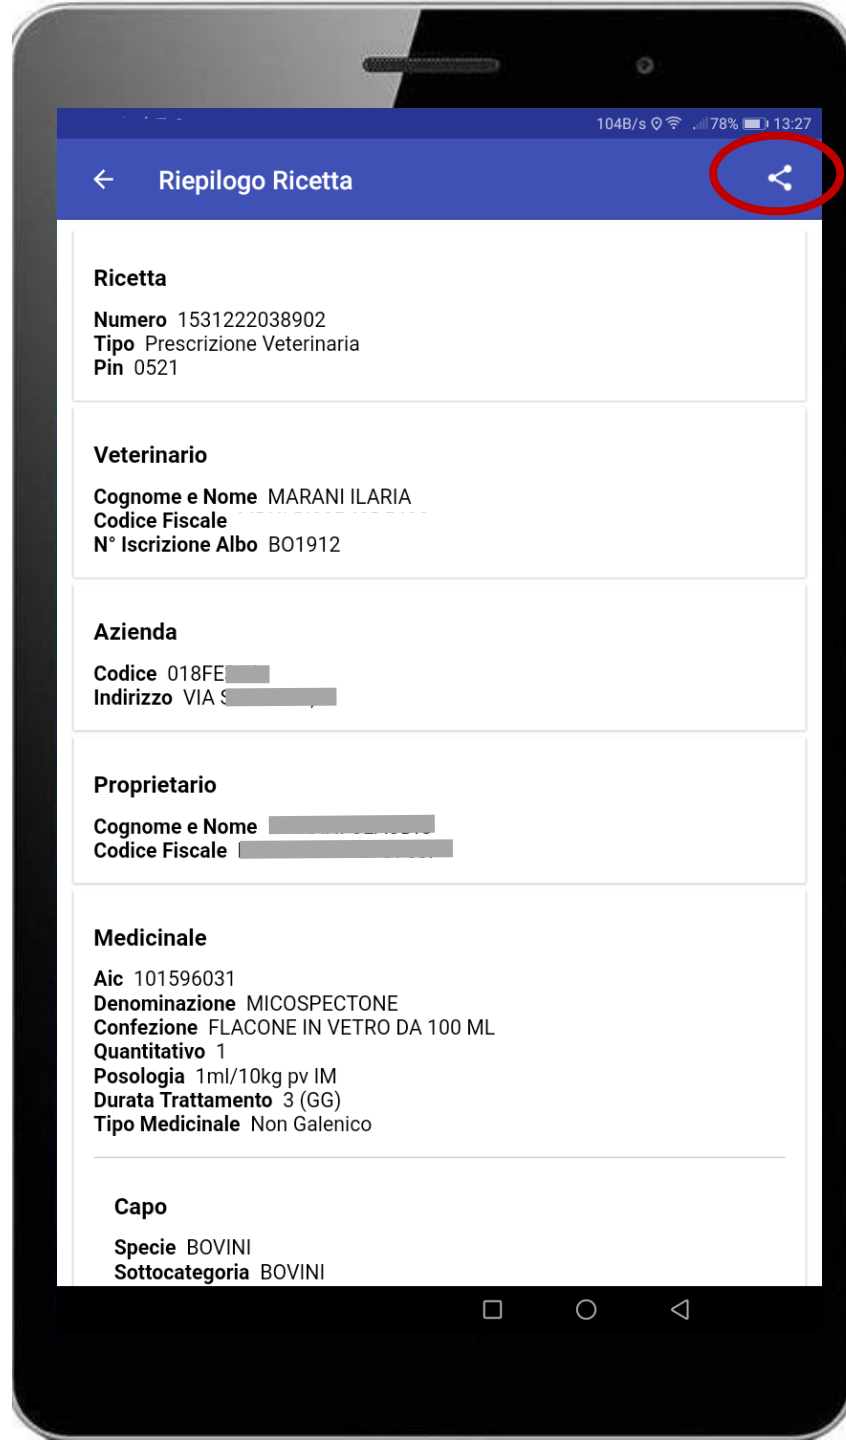 104B/s 78% 13:27
Riepilogo Ricetta
Ricetta
Numero 1531222038902
Tipo Prescrizione Veterinaria
Pin 0521
Veterinario
Cognome e Nome MARANI ILARIA
Codice Fiscale
N° Iscrizione Albo BO1912
Azienda
Codice 018FE
Indirizzo VIA S
Proprietario
Cognome e Nome
Codice Fiscale
Medicinale
Aic 101596031
Denominazione MICOSPECTONE
Confezione FLACONE IN VETRO DA 100 ML
Quantitativo 1
Posologia 1ml/10kg pv IM
Durata Trattamento 3 (GG)
Tipo Medicinale Non Galenico
Capo
Specie BOVINI
Sottocategoria BOVINI